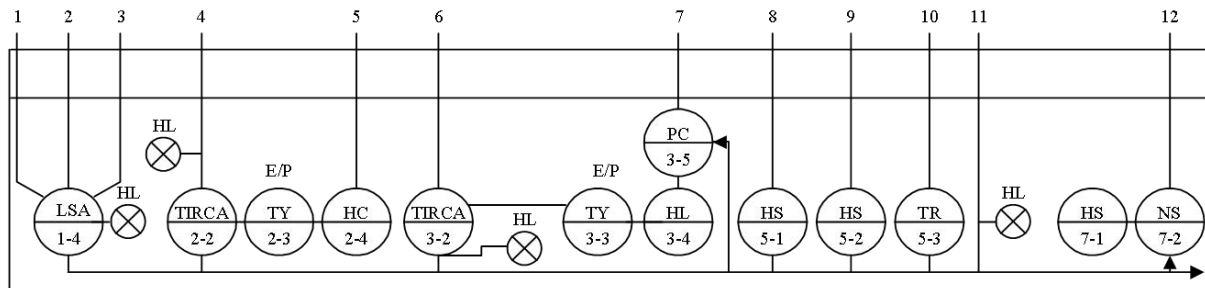 1 2 3 4 5 6 7 8 9 10 11 12
HL
PC
3-5
E/P E/P
HL HL
LSA TIRCA TY HC TIRCA TY HL HS HS TR HS NS
1-4 2-2 2-3 2-4 3-2 3-3 3-4 5-1 5-2 5-3 7-1 7-2
HL